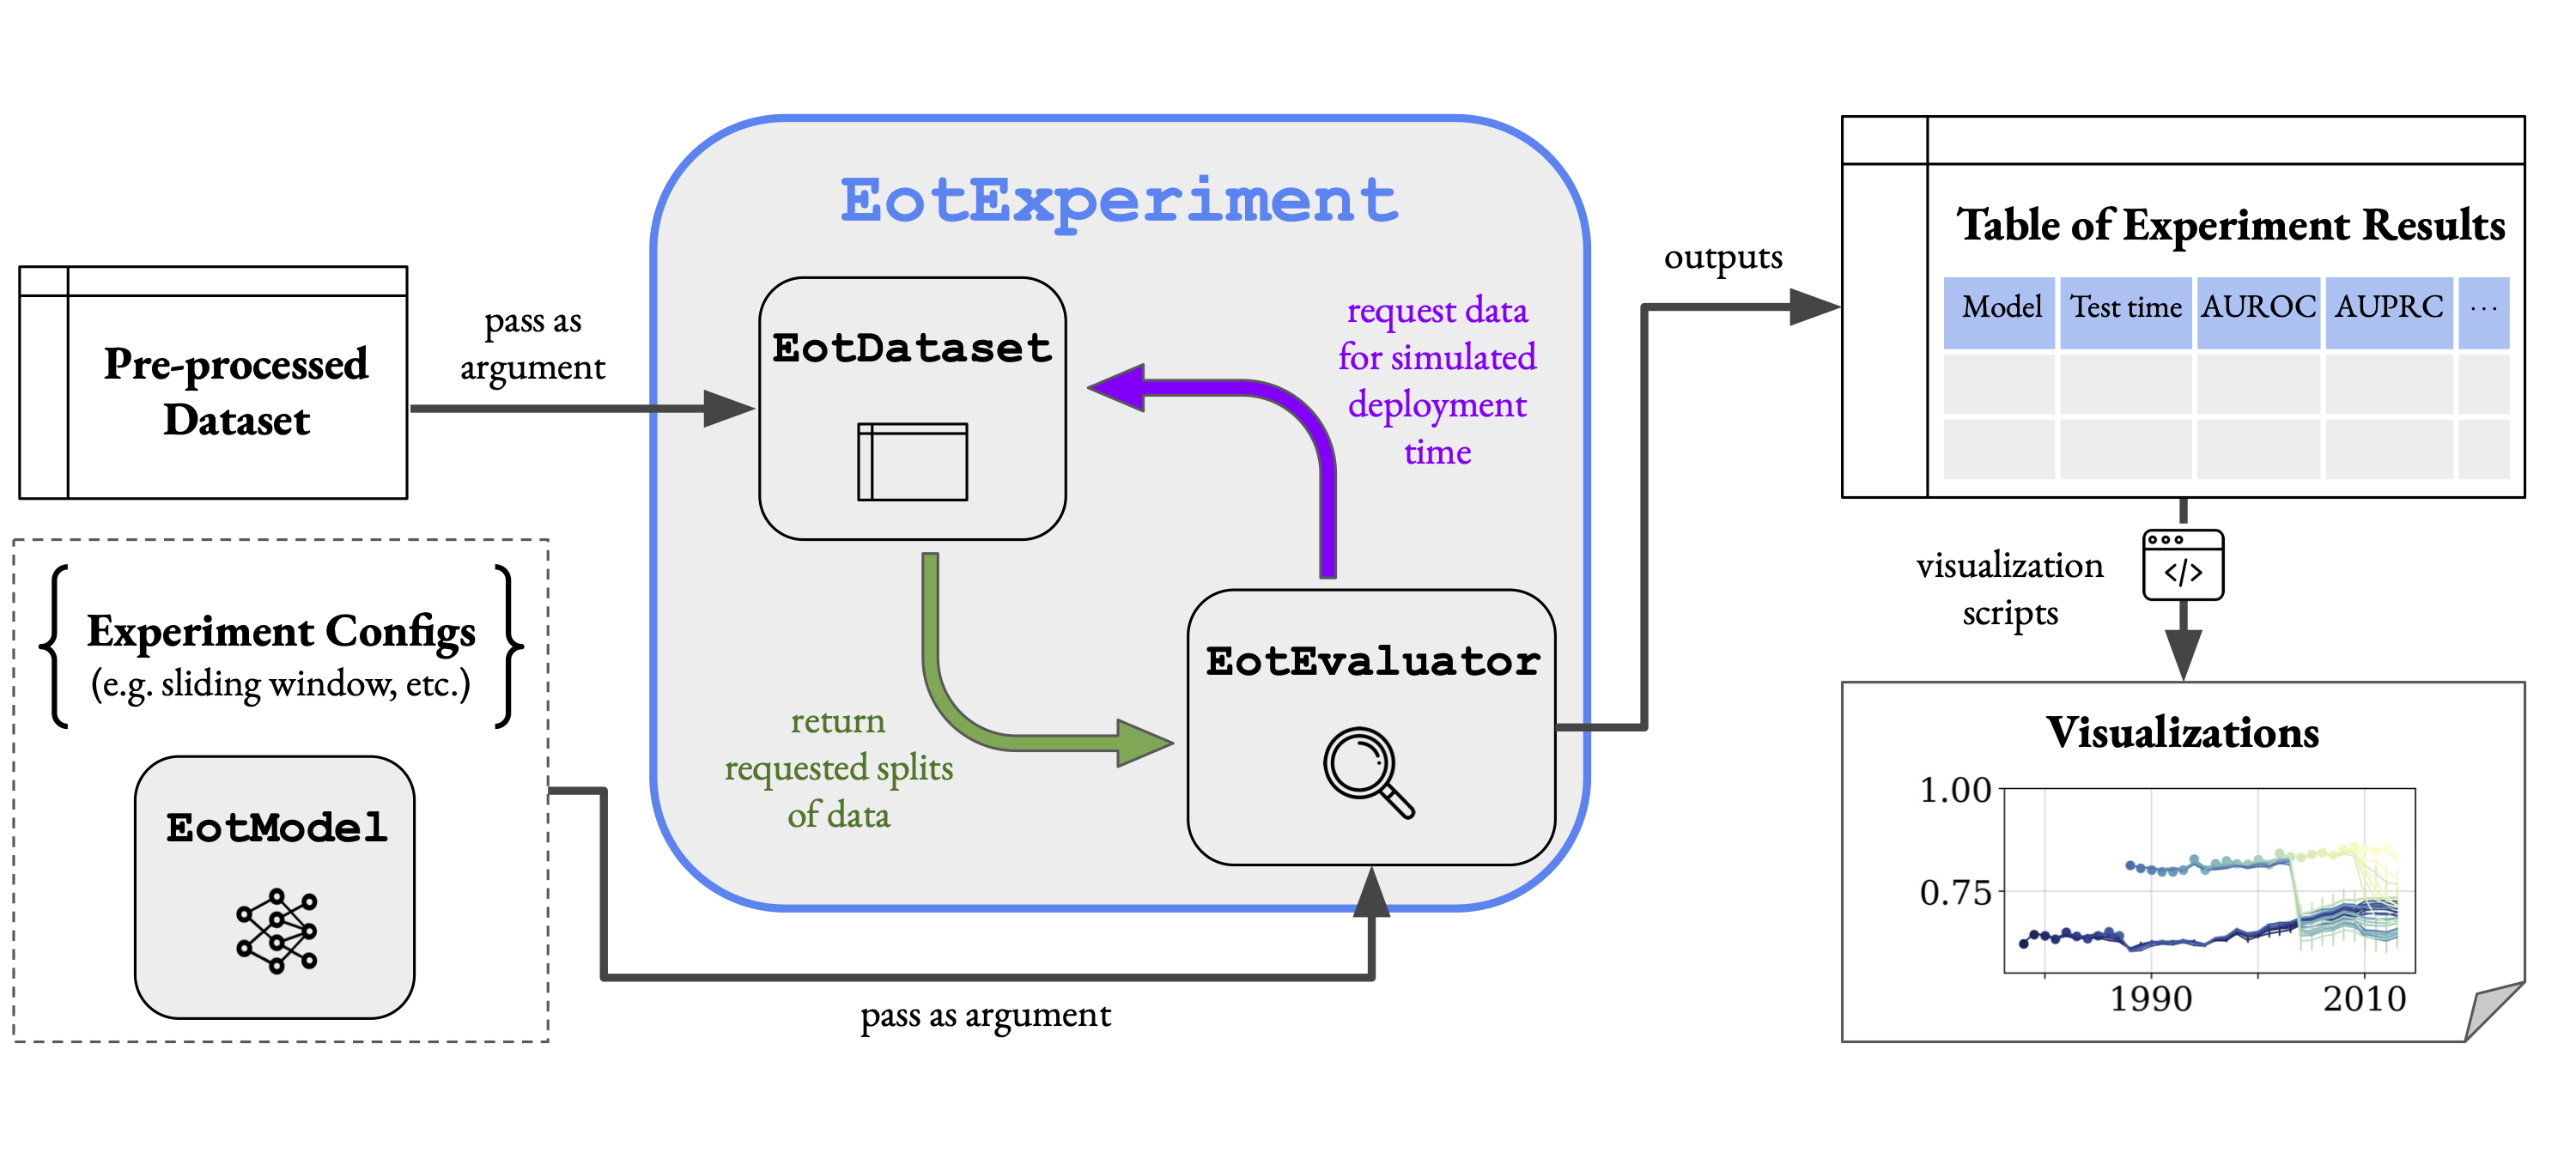 EotExperiment
Pre-processed
Dataset
pass as
argument
EotDataset
request data
for simulated
deployment
time
Experiment Configs
(e.g. sliding window, etc.)
EotModel
return
requested splits
of data
EotEvaluator
pass as argument
outputs
Table of Experiment Results
Model Test time AUROC AUPRC ...
visualization
scripts
</>
Visualizations
1.00
0.75
1990 2010